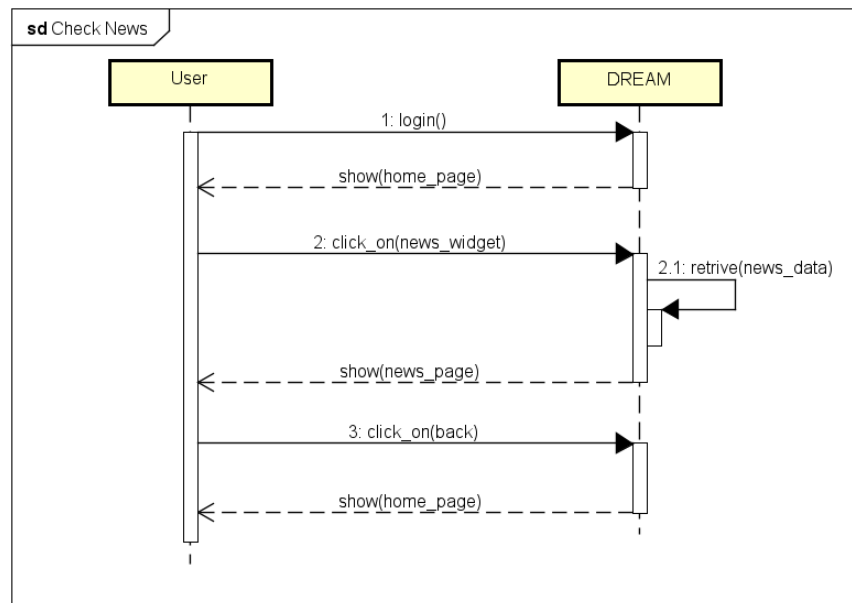 sd Check News
User
DREAM
1: login()
show(home_page)
2: click_on(news_widget)
2.1: retrive(news_data)
show(news_page)
3: click_on(back)
show(home_page)